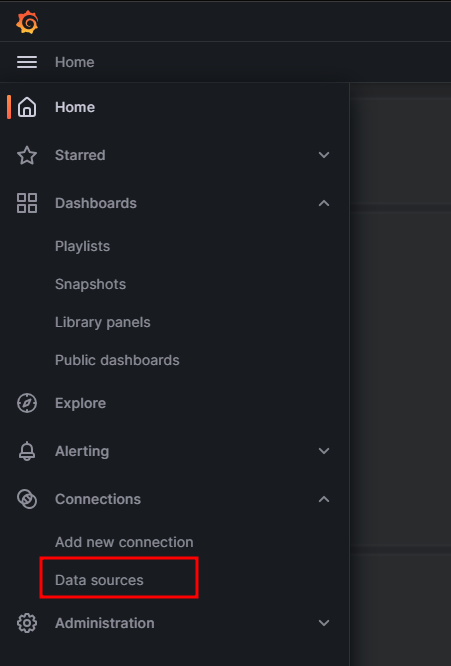 Home
Home
Starred
Dashboards
Playlists
Snapshots
Library panels
Public dashboards
Explore
Alerting
Connections
Add new connection
Data sources
Administration